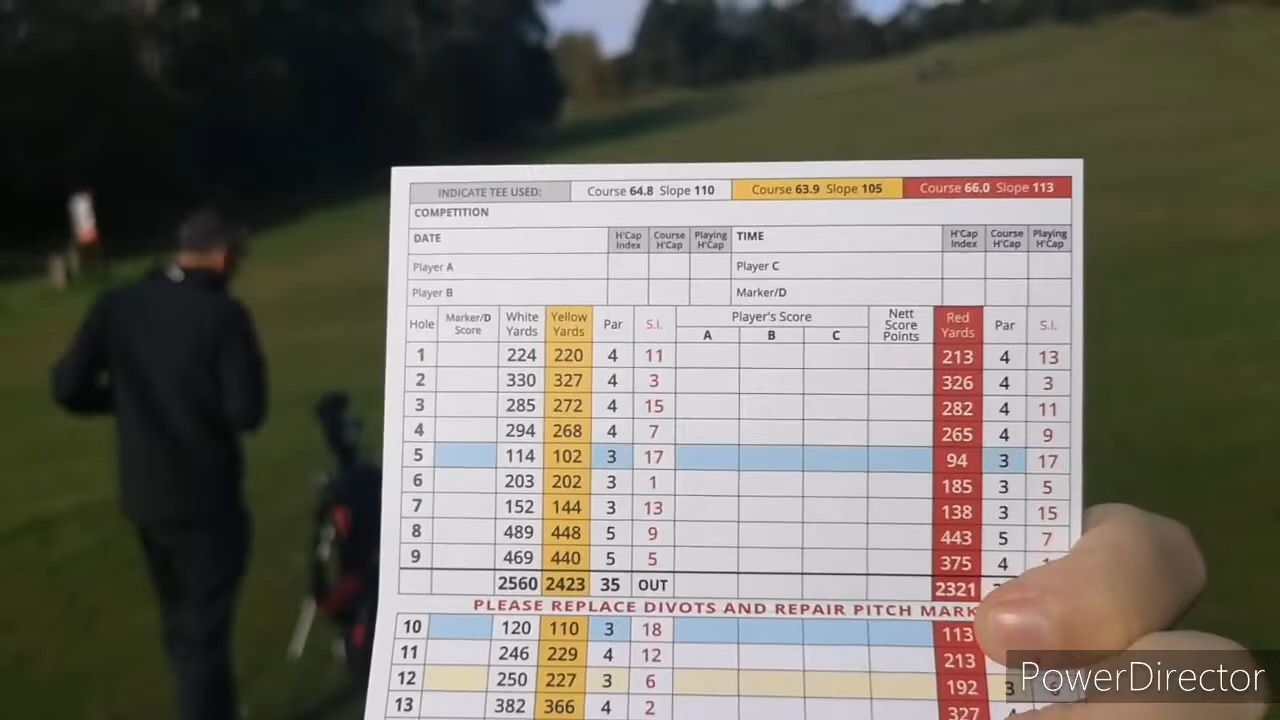 INDICATE TEE USED: Course 64.8 Slope 110 Course 63.9 Slope 105 Course 66.0 Slope 113
COMPETITION
DATE H'Cap Index Course H'Cap Playing H'Cap TIME H'Cap Index Course H'Cap Playing H'Cap
Player A Player C
Player B Marker/D
Hole Marker/D Score White Yards Yellow Yards Par S.I. Player's Score A B C Nett Score Points Red Yards Par S.I.
1 224 220 4 11 213 4 13
2 330 327 4 3 326 4 3
3 285 272 4 15 282 4 11
4 294 268 4 7 265 4 9
5 114 102 3 17 94 3 17
6 203 202 3 1 185 3 5
7 152 144 3 13 138 3 15
8 489 448 5 9 443 5 7
9 469 440 5 5 375 4
2560 2423 35 OUT 2321
PLEASE REPLACE DIVOTS AND REPAIR PITCH MARK
10 120 110 3 18 113
11 246 229 4 12 213
12 250 227 3 6 192 3
13 382 366 4 2 327
PowerDirector